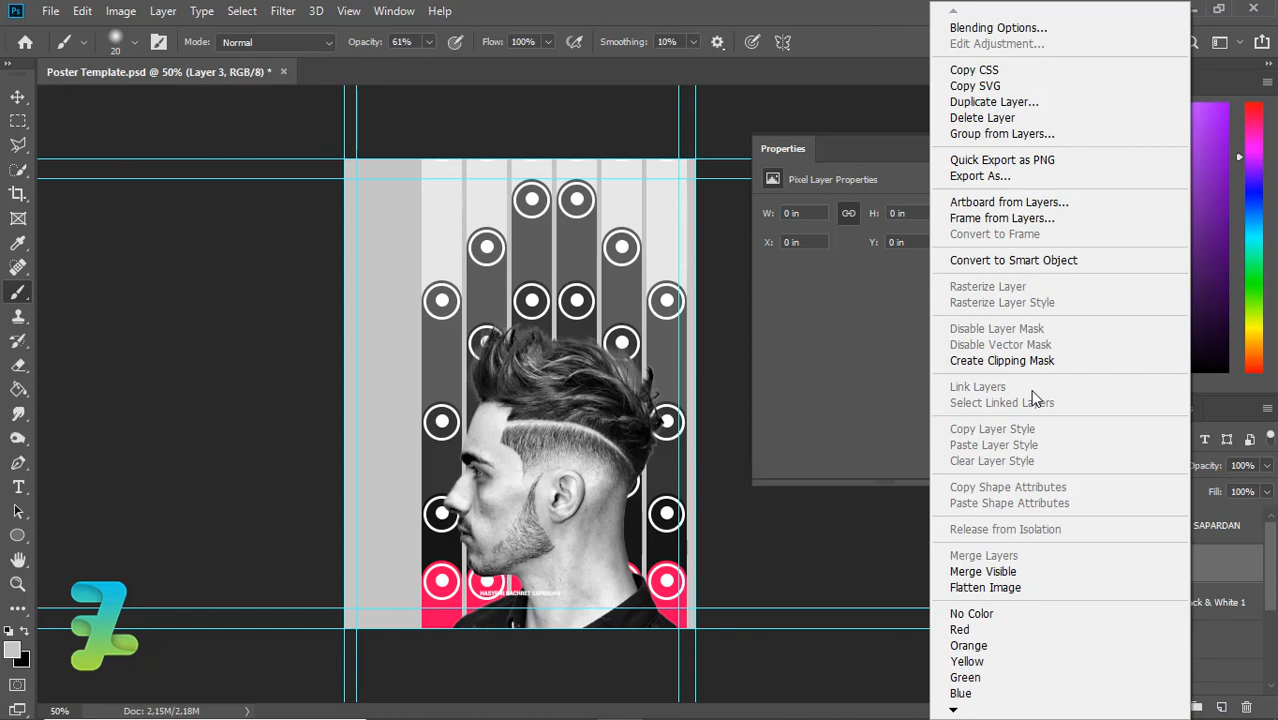 File Edit Image Layer Type Select Filter 3D View Window Help
20 Mode: Normal Opacity: 61% Flow: 100% Smoothing: 10%
Poster Template.psd @ 50% (Layer 3, RGB/8) *
Properties
Pixel Layer Properties
W: 0 in H: 0 in
X: 0 in Y: 0 in
Blending Options...
Edit Adjustment...
Copy CSS
Copy SVG
Duplicate Layer...
Delete Layer
Group from Layers...
Quick Export as PNG
Export As...
Artboard from Layers...
Frame from Layers...
Convert to Frame
Convert to Smart Object
Rasterize Layer
Rasterize Layer Style
Disable Layer Mask
Disable Vector Mask
Create Clipping Mask
Link Layers
Select Linked Layers
Copy Layer Style
Paste Layer Style
Clear Layer Style
Copy Shape Attributes
Paste Shape Attributes
Release from Isolation
Merge Layers
Merge Visible
Flatten Image
No Color
Red
Orange
Yellow
Green
Blue
Opacity: 100%
Fill: 100%
SAPARDAN
ck & White 1
50% Doc: 2,15M/2,18M